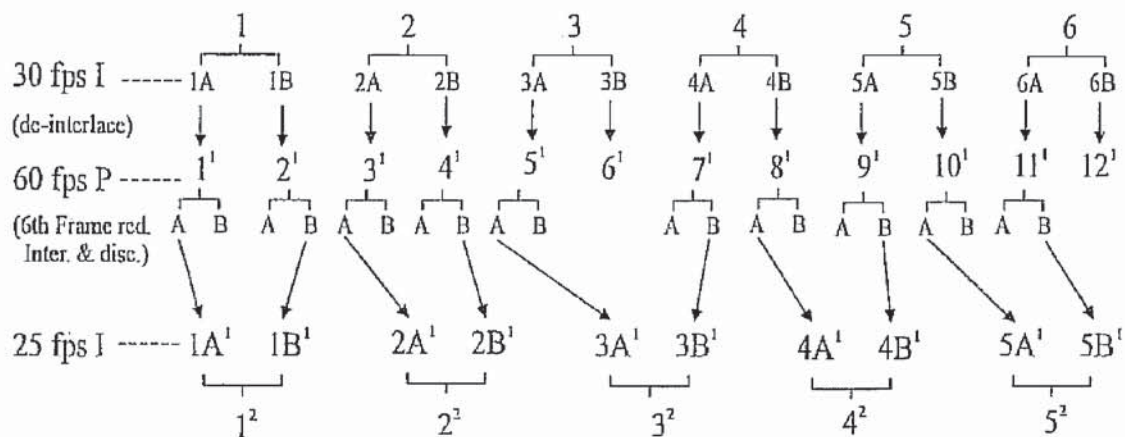 1 2 3 4 5 6
30 fps I ------ 1A 1B 2A 2B 3A 3B 4A 4B 5A 5B 6A 6B
(de-interlace)
60 fps P ------ 1¹ 2¹ 3¹ 4¹ 5¹ 6¹ 7¹ 8¹ 9¹ 10¹ 11¹ 12¹
(6th Frame red. A B A B A B A B A B A B A B A B A B A B
Inter. & disc.)
25 fps I ------ 1A¹ 1B¹ 2A¹ 2B¹ 3A¹ 3B¹ 4A¹ 4B¹ 5A¹ 5B¹
1² 2² 3² 4² 5²